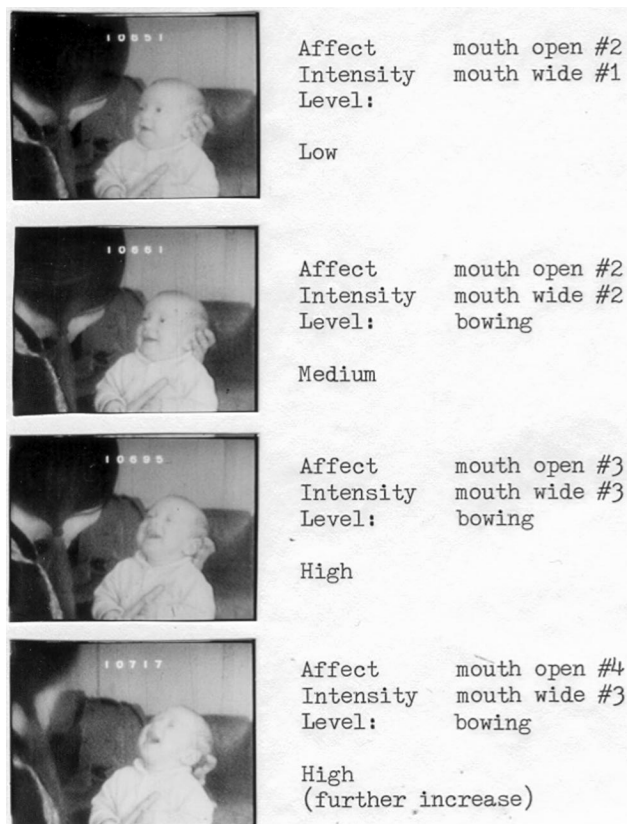 10651
Affect mouth open #2
Intensity mouth wide #1
Level:
Low
10661
Affect mouth open #2
Intensity mouth wide #2
Level: bowing
Medium
10695
Affect mouth open #3
Intensity mouth wide #3
Level: bowing
High
10717
Affect mouth open #4
Intensity mouth wide #3
Level: bowing
High
(further increase)